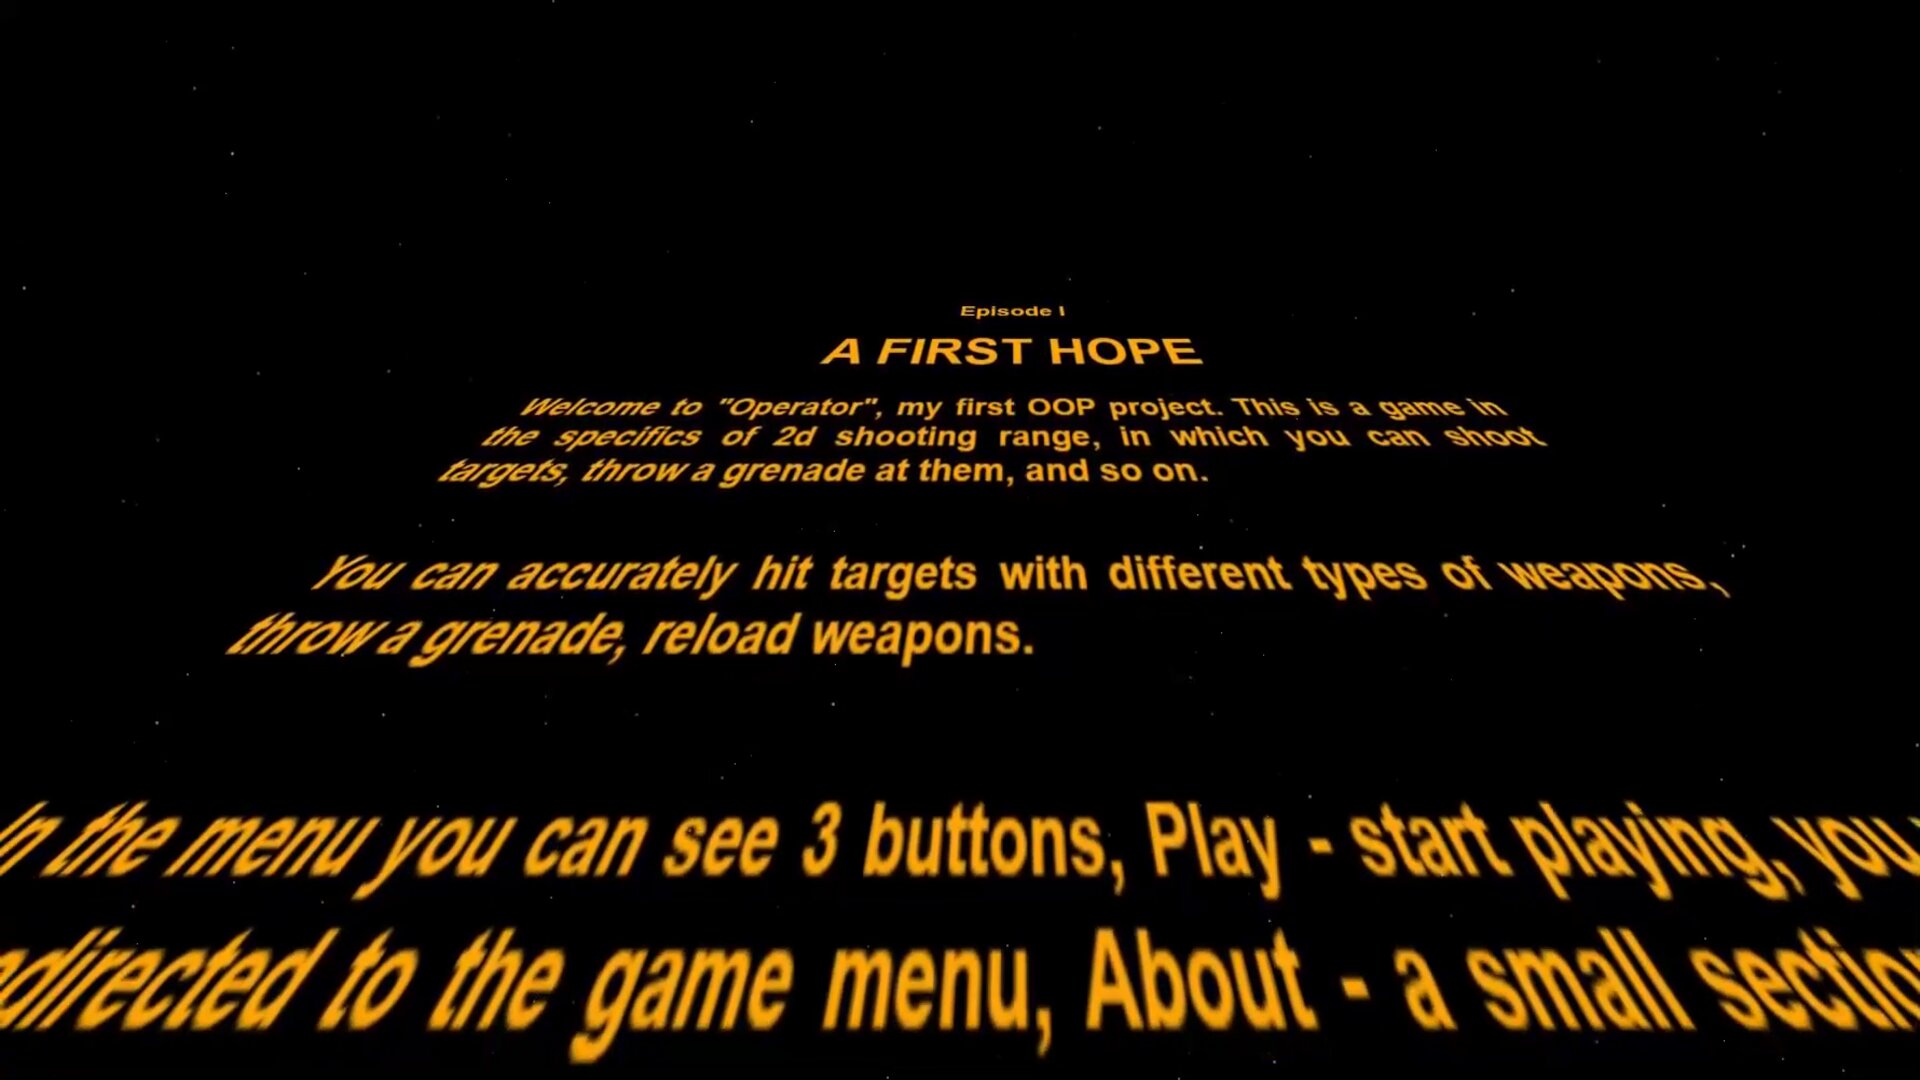 Episode I
A FIRST HOPE
Welcome to "Operator", my first OOP project. This is a game in
the specifics of 2d shooting range, in which you can shoot
targets, throw a grenade at them, and so on.
You can accurately hit targets with different types of weapons,
throw a grenade, reload weapons.
In the menu you can see 3 buttons, Play - start playing, you
to the game menu, About - a small